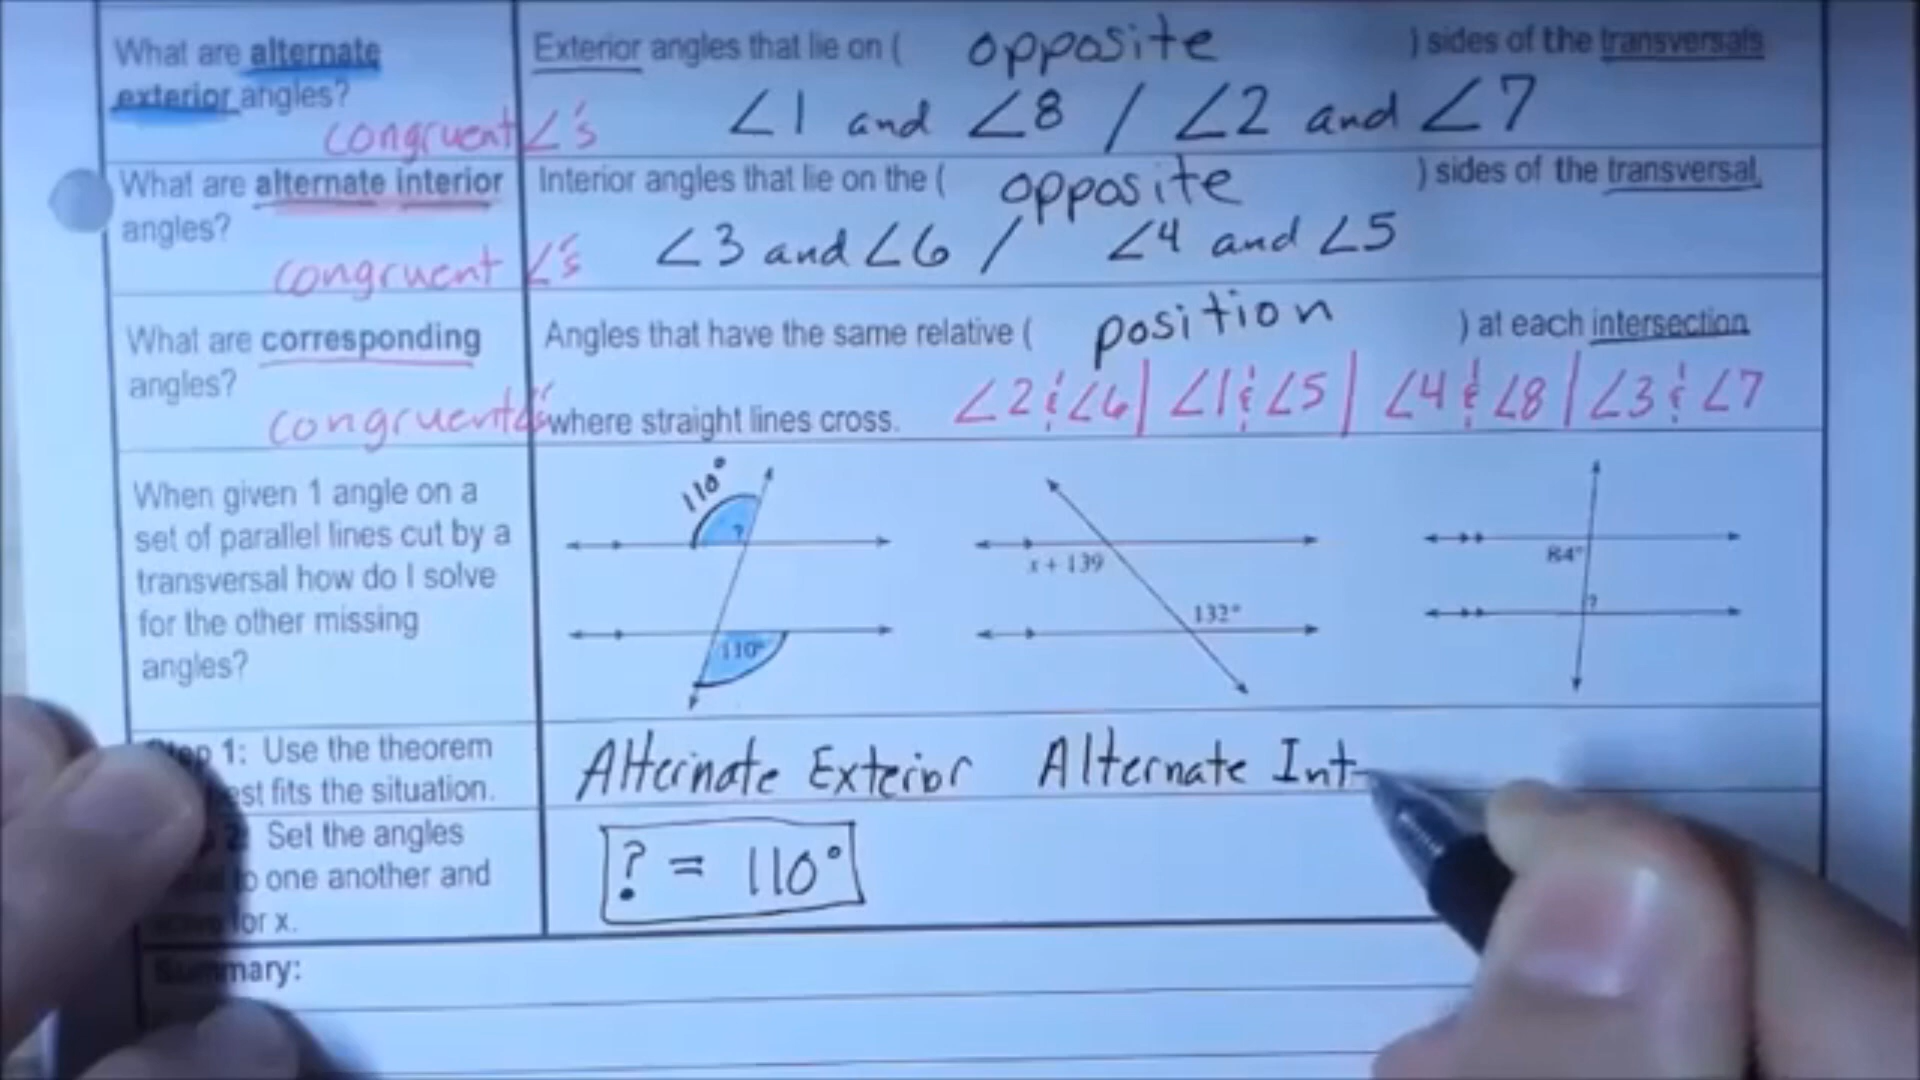 What are alternate
exterior angles?
congruent ∠'s
Exterior angles that lie on ( opposite ) sides of the transversals
∠1 and ∠8 / ∠2 and ∠7
What are alternate interior
angles?
congruent ∠'s
Interior angles that lie on the ( opposite ) sides of the transversal.
∠3 and ∠6 / ∠4 and ∠5
What are corresponding
angles?
congruent ∠'s
Angles that have the same relative ( position ) at each intersection
where straight lines cross. ∠2 & ∠6 | ∠1 & ∠5 | ∠4 & ∠8 | ∠3 & ∠7
When given 1 angle on a
set of parallel lines cut by a
transversal how do I solve
for the other missing
angles?
110°
?
110°
x + 139
132°
84°
?
1: Use the theorem
fits the situation.
Alterinate Exterior Alternate Int
Set the angles
one another and
for x.
? = 110°
Summary: